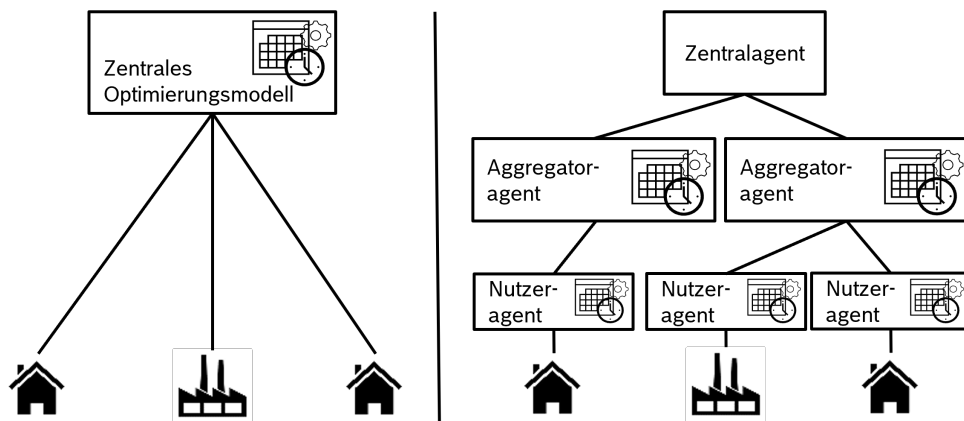 Zentrales
Optimierungsmodell
Zentralagent
Aggregator-
agent
Aggregator-
agent
Nutzer-
agent
Nutzer-
agent
Nutzer-
agent